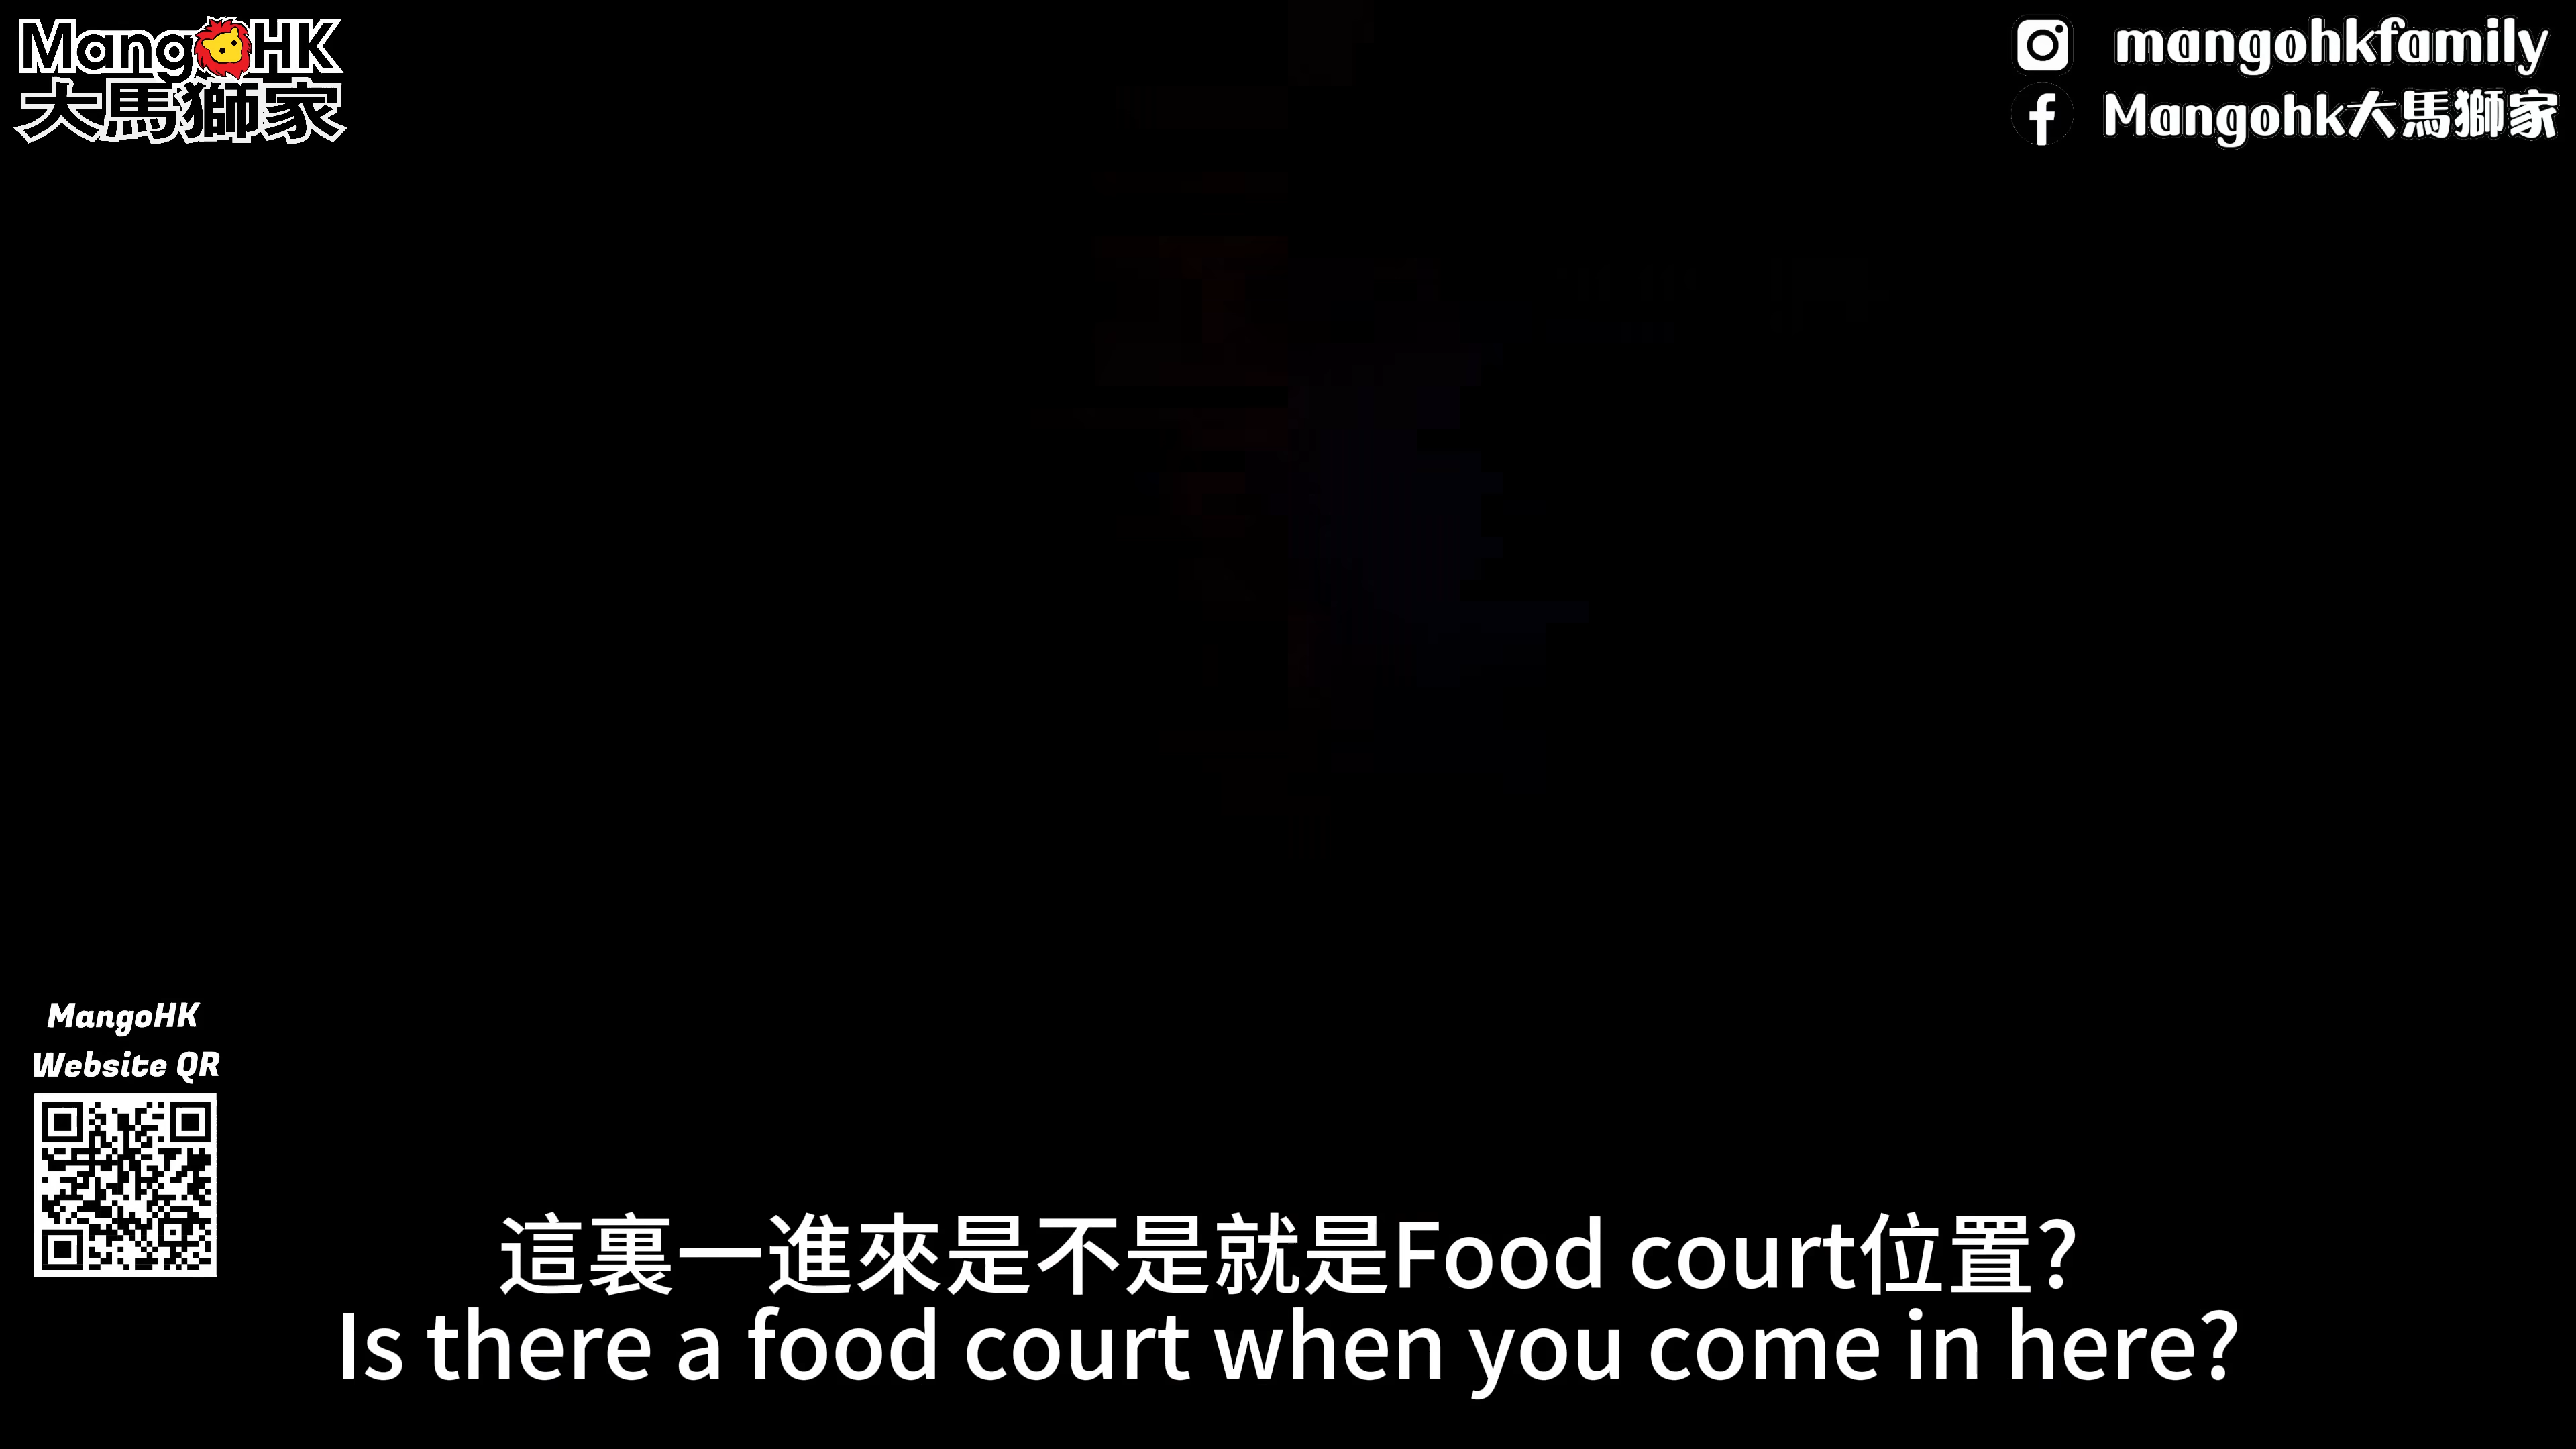 MangoHK
大馬獅家
mangohkfamily
Mangohk大馬獅家
MangoHK
Website QR
這裏一進來是不是就是Food court位置?
Is there a food court when you come in here?